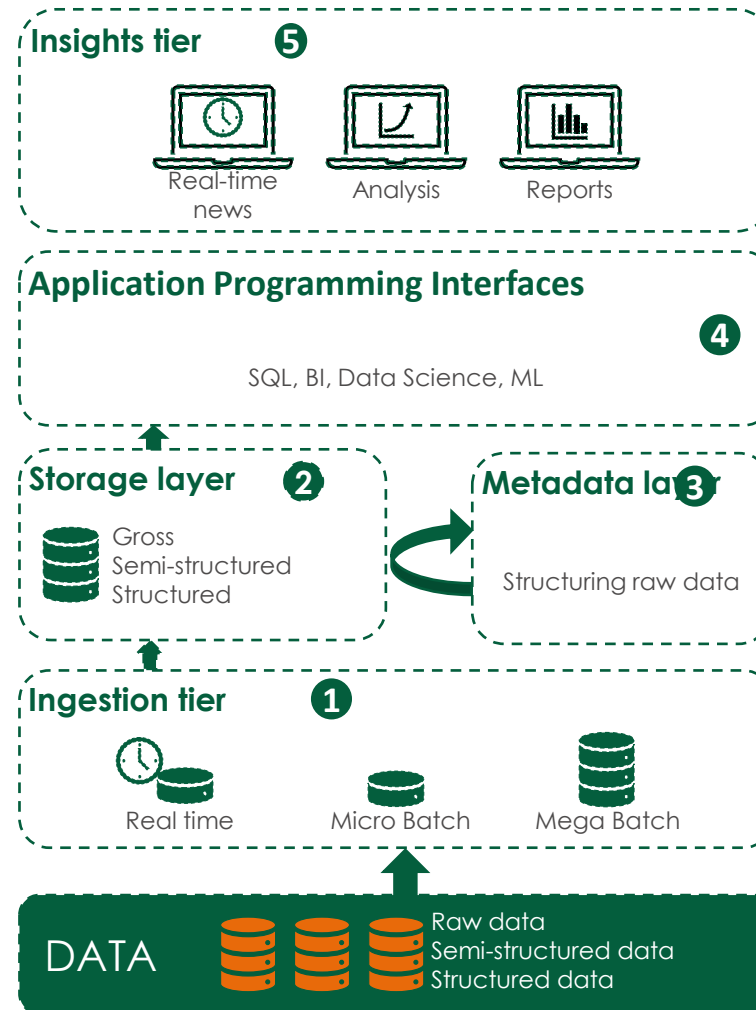 Insights tier
5
Real-time
news
Analysis
Reports
Application Programming Interfaces
4
SQL, BI, Data Science, ML
Storage layer
2
Gross
Semi-structured
Structured
Metadata layer
3
Structuring raw data
Ingestion tier
1
Real time
Micro Batch
Mega Batch
DATA
Raw data
Semi-structured data
Structured data